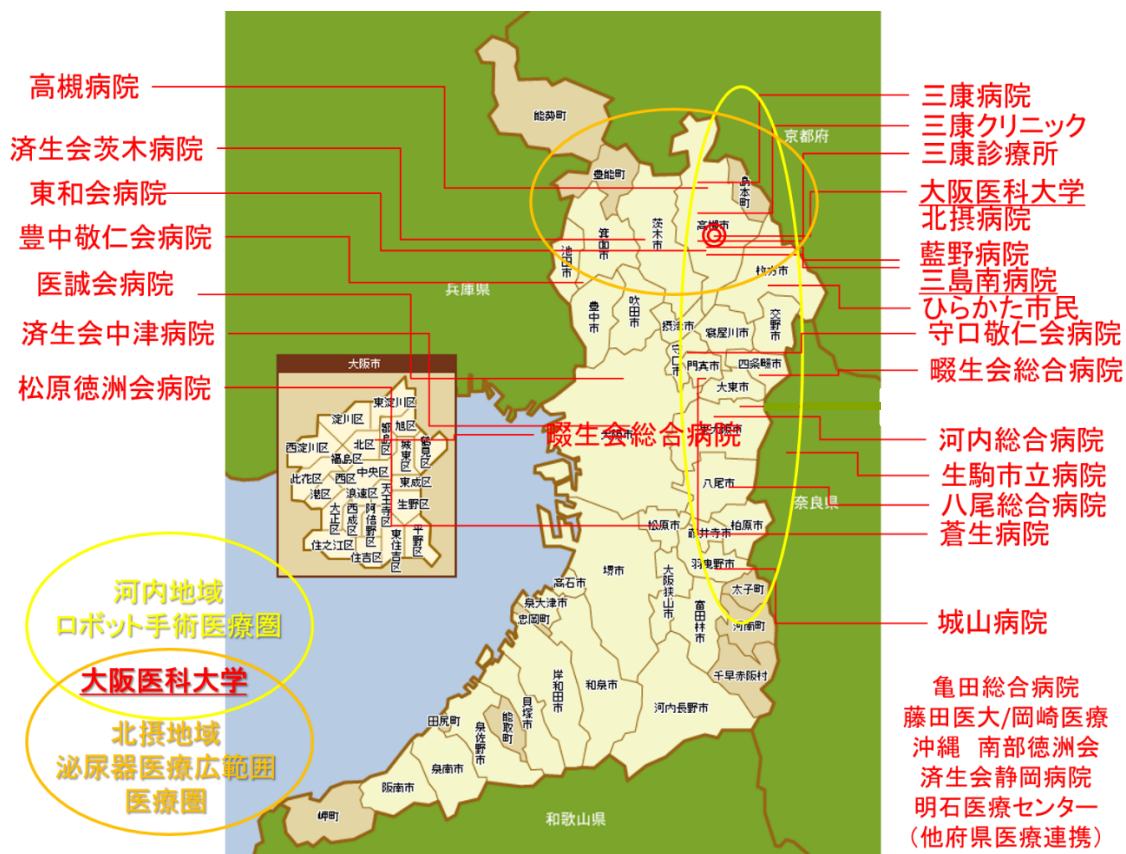 高槻病院
済生会茨木病院
東和会病院
豊中敬仁会病院
医誠会病院
済生会中津病院
松原徳洲会病院
三康病院
三康クリニック
三康診療所
大阪医科大学
北摂病院
藍野病院
三島南病院
ひらかた市民
守口敬仁会病院
畷生会総合病院
河内総合病院
生駒市立病院
八尾総合病院
蒼生病院
城山病院
亀田総合病院
藤田医大/岡崎医療
沖縄 南部徳洲会
済生会静岡病院
明石医療センター
(他府県医療連携)
畷生会総合病院
京都府
兵庫県
奈良県
和歌山県
能勢町
豊能町
島本町
高槻市
茨木市
箕面市
池田市
枚方市
豊中市
吹田市
摂津市
寝屋川市
交野市
守口市
門真市
四条畷市
大東市
八尾市
松原市
柏原市
藤井寺市
羽曳野市
太子町
堺市
大阪狭山市
富田林市
河南町
高石市
泉大津市
忠岡町
千早赤阪村
和泉市
岸和田市
河内長野市
貝塚市
熊取町
田尻町
泉佐野市
泉南市
阪南市
岬町
大阪市
東淀川区
淀川区
旭区
都島区
西淀川区
北区
鶴見区
城東区
福島区
中央区
此花区
西区
東成区
港区
浪速区
天王寺区
生野区
大正区
西成区
阿倍野区
平野区
住之江区
東住吉区
住吉区
河内地域
ロボット手術医療圏
大阪医科大学
北摂地域
泌尿器医療広範囲
医療圏